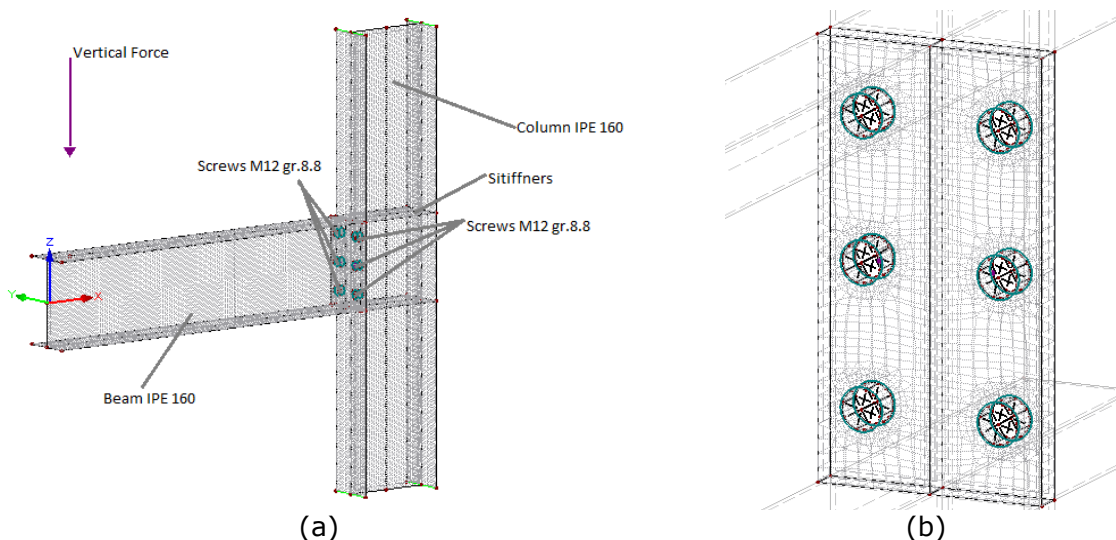 Vertical Force
Column IPE 160
Screws M12 gr.8.8
Sitiffners
Screws M12 gr.8.8
Z
Y
X
Beam IPE 160
(a)
(b)